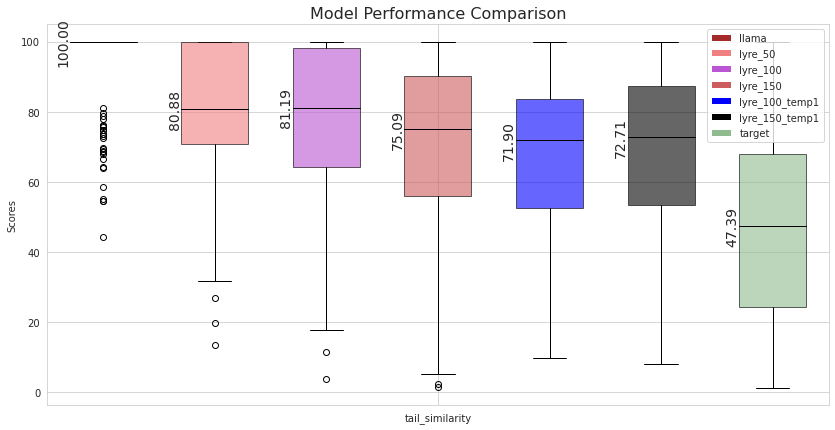 Model Performance Comparison
100.00
80.88
81.19
75.09
71.90
72.71
47.39
llama
lyre_50
lyre_100
lyre_150
lyre_100_temp1
lyre_150_temp1
target
Scores
100
80
60
40
20
0
tail_similarity